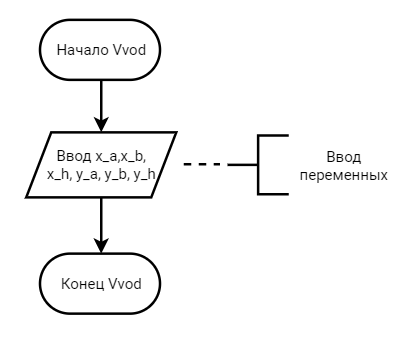 Начало Vvod
Ввод x_a,x_b,
x_h, y_a, y_b, y_h
Ввод
переменных
Конец Vvod